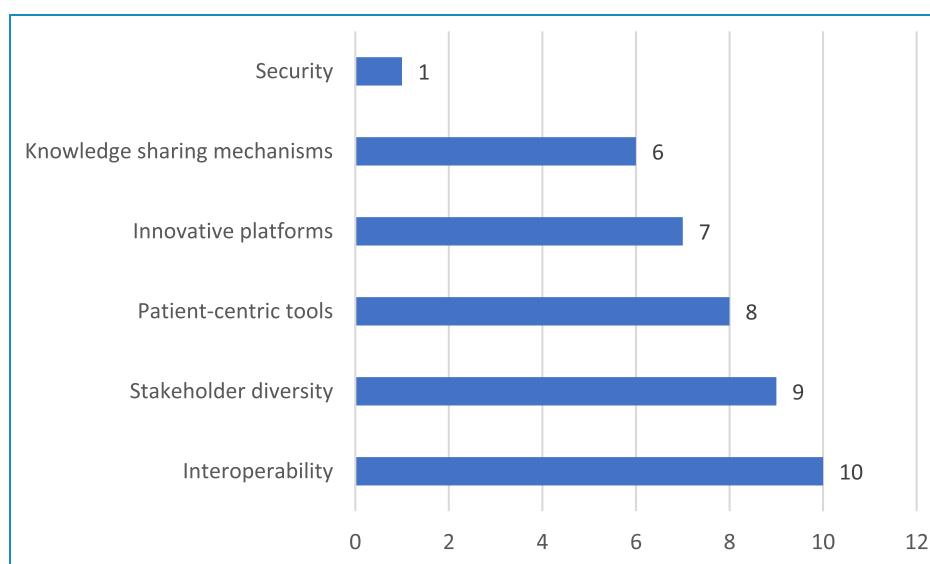 Security 1
Knowledge sharing mechanisms 6
Innovative platforms 7
Patient-centric tools 8
Stakeholder diversity 9
Interoperability 10
0 2 4 6 8 10 12